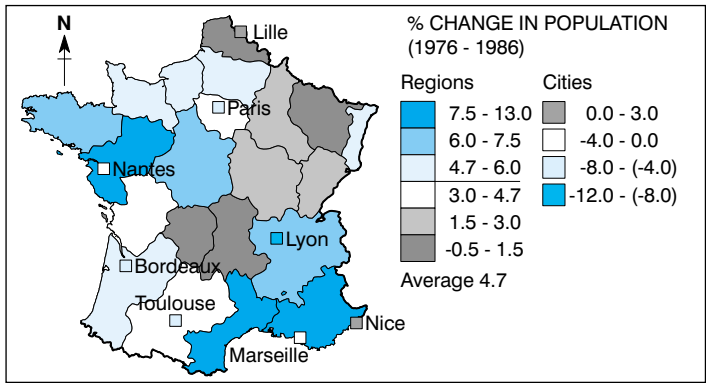 N
Lille
Paris
Nantes
Lyon
Bordeaux
Toulouse
Nice
Marseille
% CHANGE IN POPULATION
(1976 - 1986)
Regions
7.5 - 13.0
6.0 - 7.5
4.7 - 6.0
3.0 - 4.7
1.5 - 3.0
-0.5 - 1.5
Average 4.7
Cities
0.0 - 3.0
-4.0 - 0.0
-8.0 - (-4.0)
-12.0 - (-8.0)